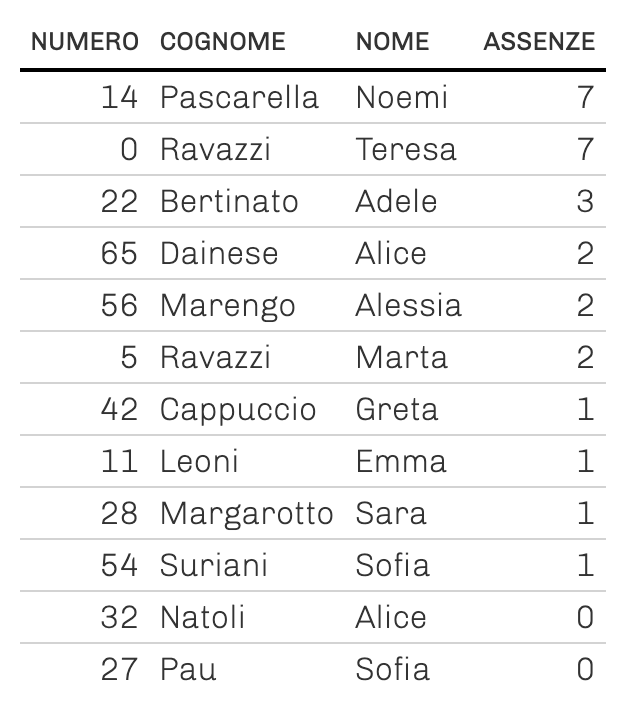 NUMERO COGNOME NOME ASSENZE
14 Pascarella Noemi 7
0 Ravazzi Teresa 7
22 Bertinato Adele 3
65 Dainese Alice 2
56 Marengo Alessia 2
5 Ravazzi Marta 2
42 Cappuccio Greta 1
11 Leoni Emma 1
28 Margarotto Sara 1
54 Suriani Sofia 1
32 Natoli Alice 0
27 Pau Sofia 0